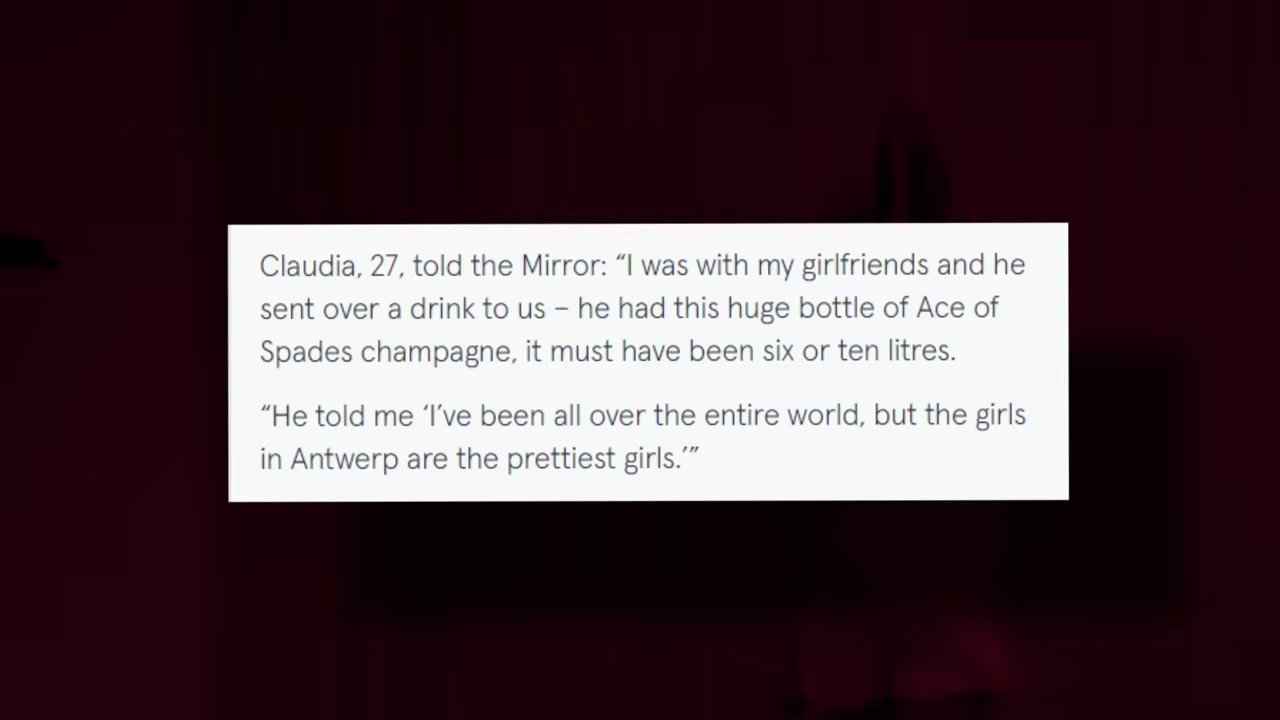 Claudia, 27, told the Mirror: “I was with my girlfriends and he
sent over a drink to us – he had this huge bottle of Ace of
Spades champagne, it must have been six or ten litres.
“He told me ‘I’ve been all over the entire world, but the girls
in Antwerp are the prettiest girls.’”